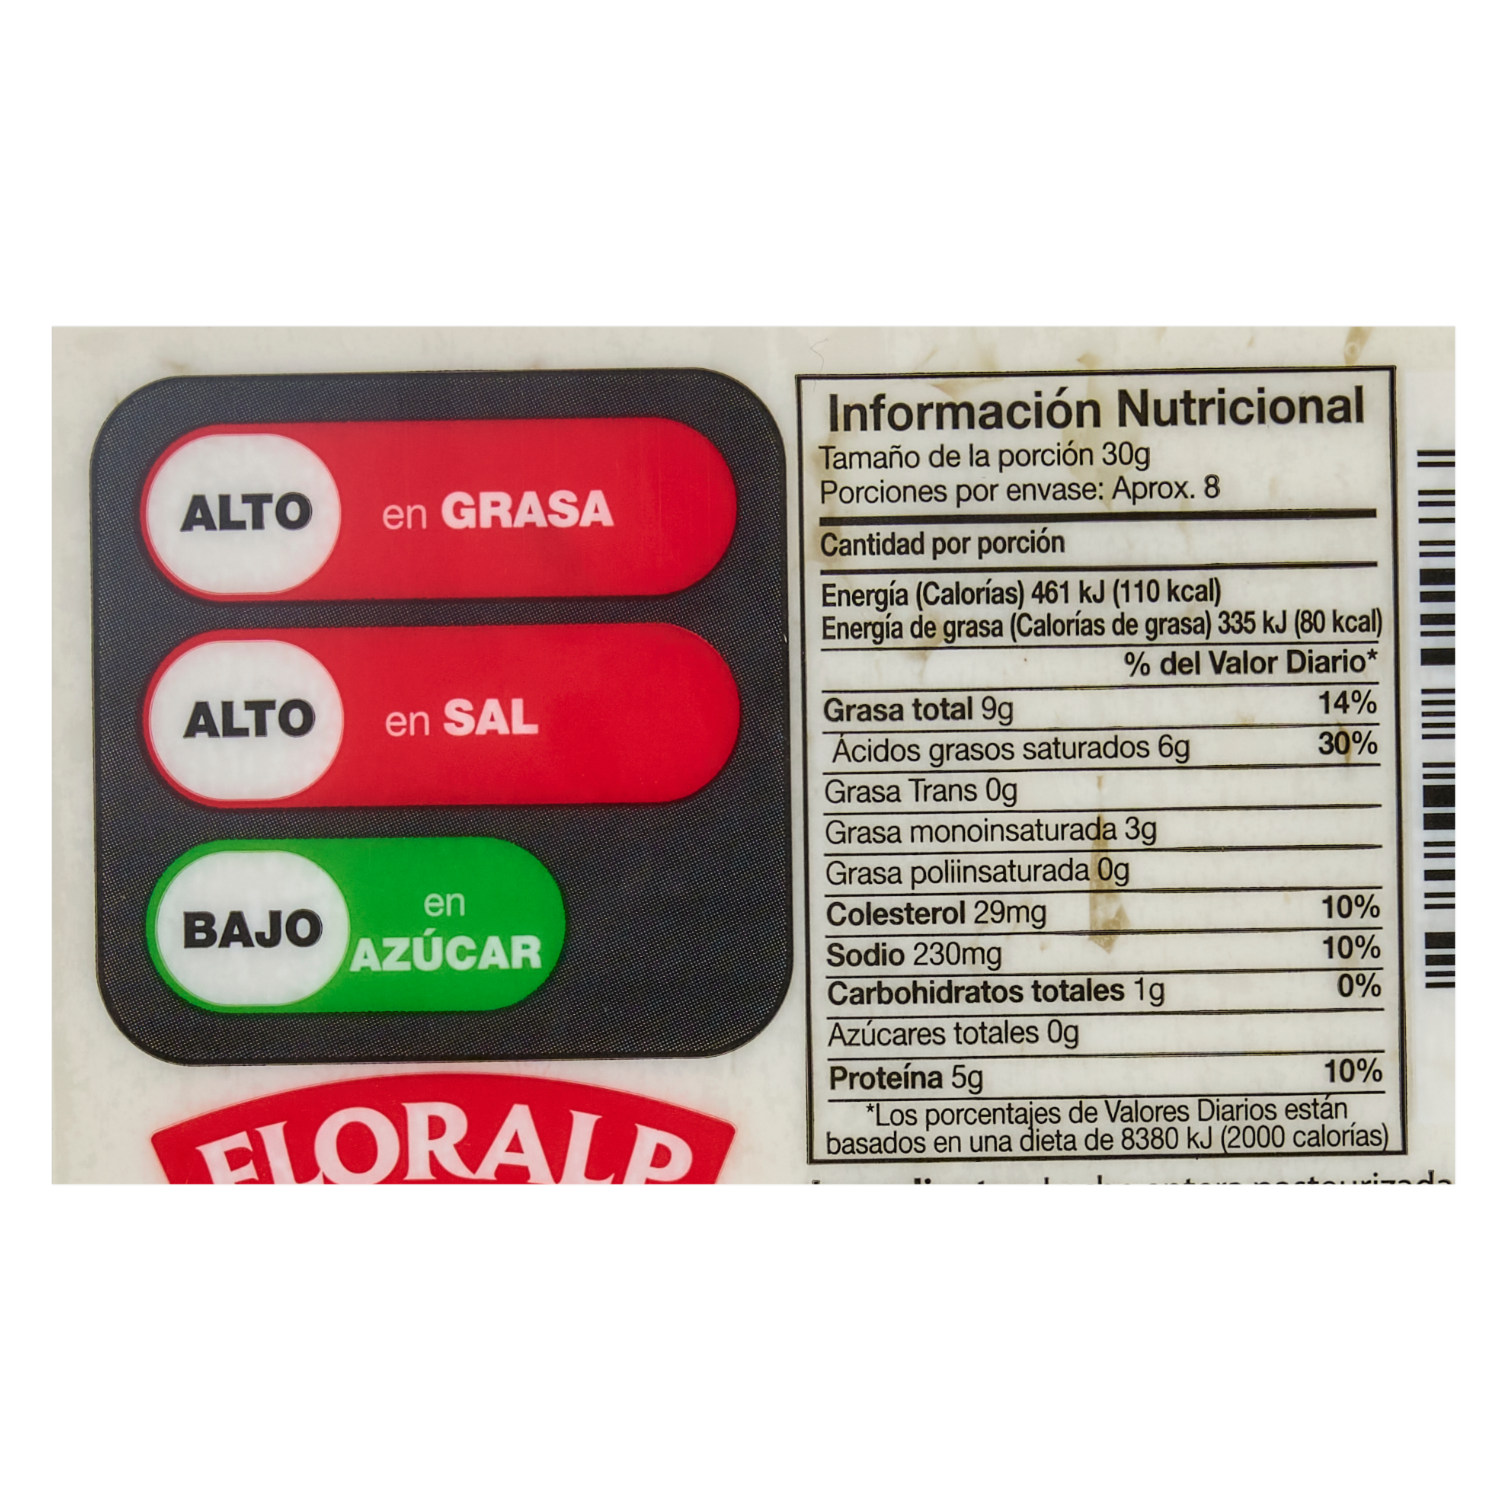 ALTO en GRASA
ALTO en SAL
BAJO en
AZÚCAR
FLORALP
Información Nutricional
Tamaño de la porción 30g
Porciones por envase: Aprox. 8
Cantidad por porción
Energía (Calorías) 461 kJ (110 kcal)
Energía de grasa (Calorías de grasa) 335 kJ (80 kcal)
% del Valor Diario*
Grasa total 9g 14%
Ácidos grasos saturados 6g 30%
Grasa Trans 0g
Grasa monoinsaturada 3g
Grasa poliinsaturada 0g
Colesterol 29mg 10%
Sodio 230mg 10%
Carbohidratos totales 1g 0%
Azúcares totales 0g
Proteína 5g 10%
*Los porcentajes de Valores Diarios están
basados en una dieta de 8380 kJ (2000 calorías)